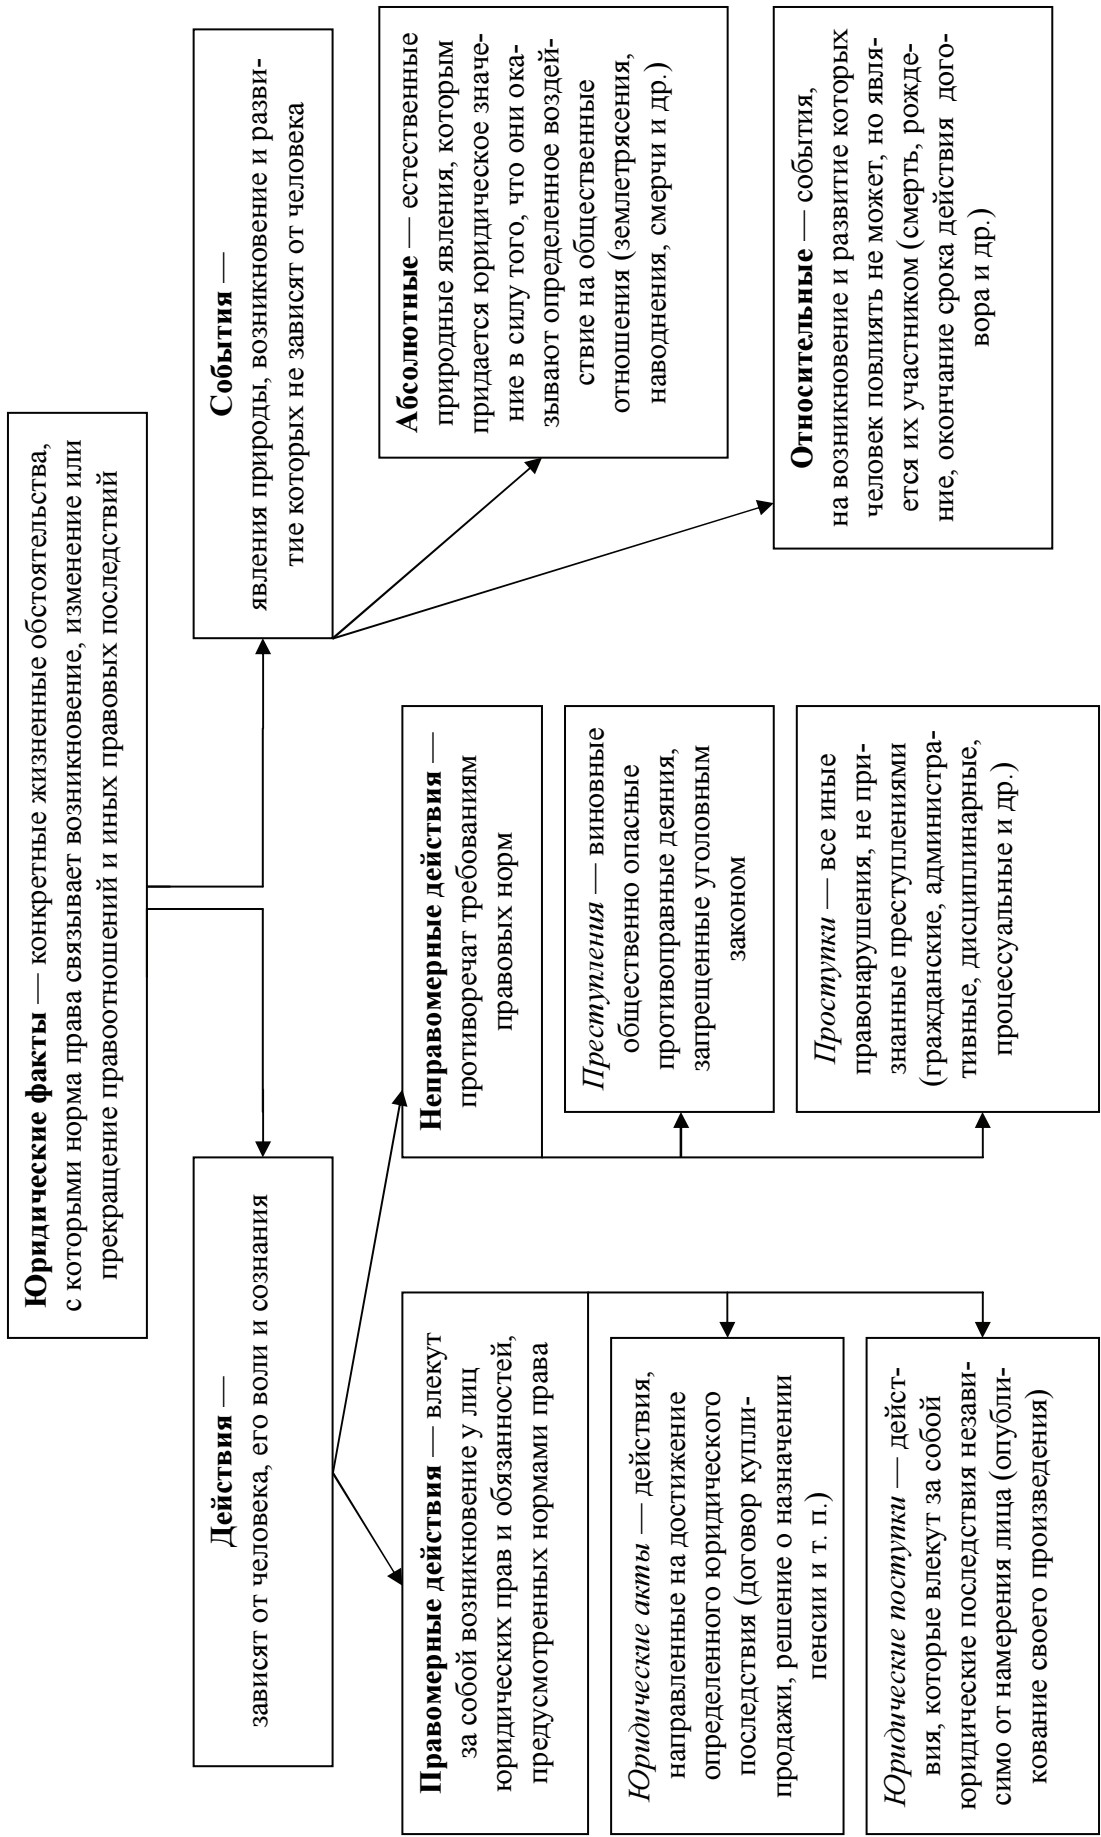 Юридические факты — конкретные жизненные обстоятельства,
с которыми норма права связывает возникновение, изменение или
прекращение правоотношений и иных правовых последствий
Действия —
зависят от человека, его воли и сознания
События —
явления природы, возникновение и разви-
тие которых не зависят от человека
Правомерные действия — влекут
за собой возникновение у лиц
юридических прав и обязанностей,
предусмотренных нормами права
Юридические акты — действия,
направленные на достижение
определенного юридического
последствия (договор купли-
продажи, решение о назначении
пенсии и т. п.)
Юридические поступки — дейст-
вия, которые влекут за собой
юридические последствия незави-
симо от намерения лица (опубли-
кование своего произведения)
Неправомерные действия —
противоречат требованиям
правовых норм
Преступления — виновные
общественно опасные
противоправные деяния,
запрещенные уголовным
законом
Проступки — все иные
правонарушения, не при-
знанные преступлениями
(гражданские, администра-
тивные, дисциплинарные,
процессуальные и др.)
Абсолютные — естественные
природные явления, которым
придается юридическое значе-
ние в силу того, что они ока-
зывают определенное воздей-
ствие на общественные
отношения (землетрясения,
наводнения, смерчи и др.)
Относительные — события,
на возникновение и развитие которых
человек повлиять не может, но явля-
ется их участником (смерть, рожде-
ние, окончание срока действия дого-
вора и др.)